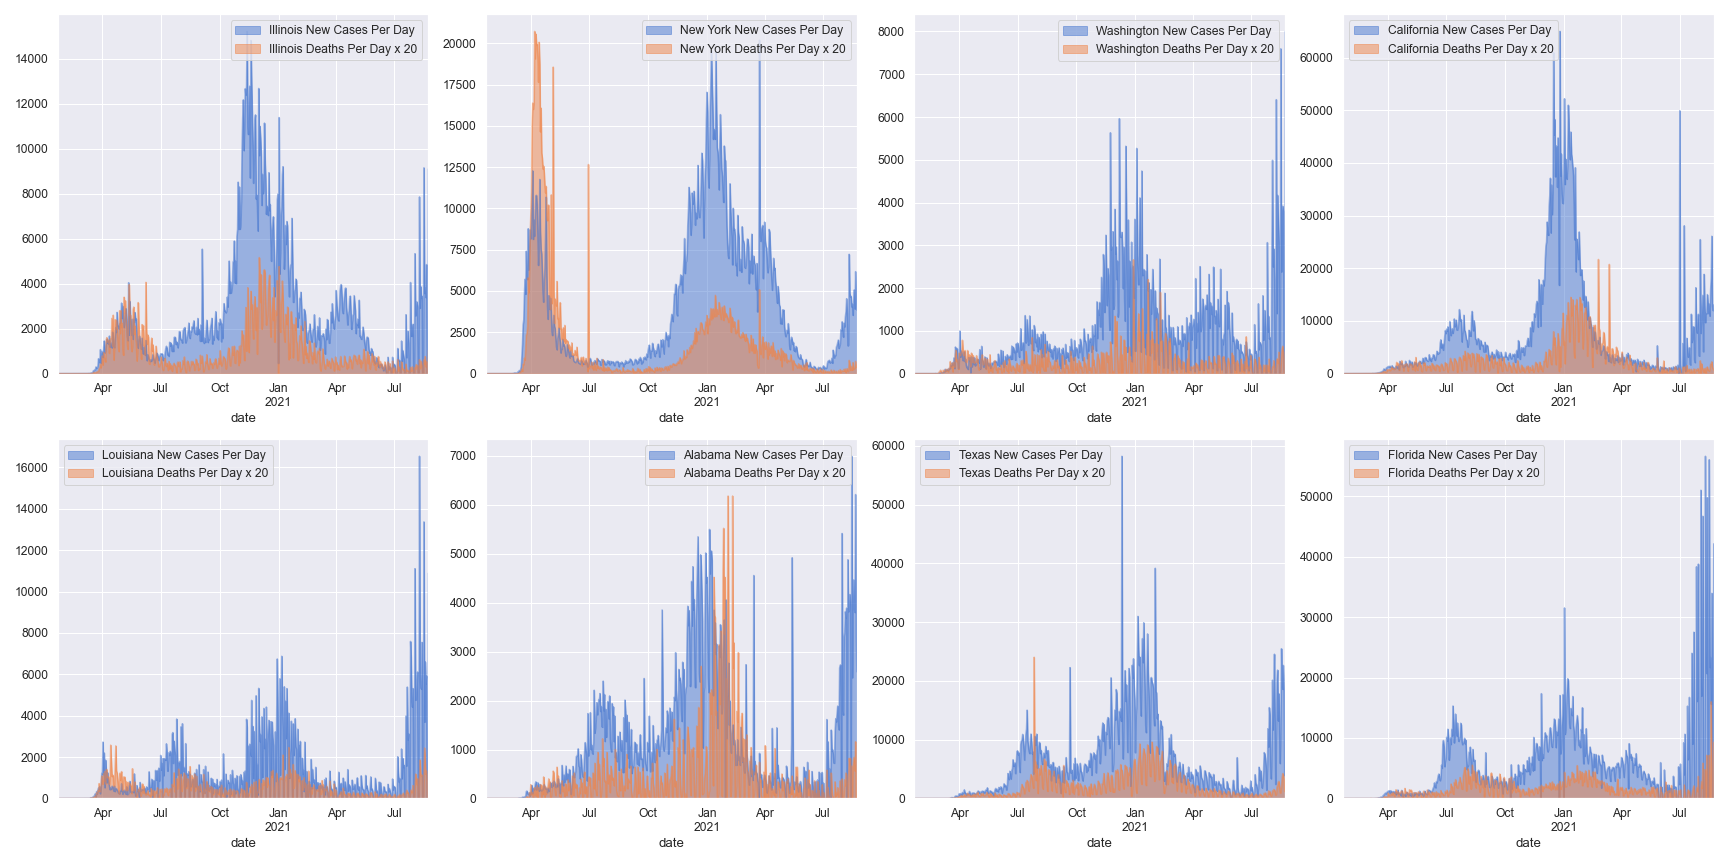 Illinois New Cases Per Day
Illinois Deaths Per Day x 20
14000
12000
10000
8000
6000
4000
2000
0
Apr
Jul
Oct
Jan
2021
Apr
Jul
date
New York New Cases Per Day
New York Deaths Per Day x 20
20000
17500
15000
12500
10000
7500
5000
2500
0
Apr
Jul
Oct
Jan
2021
Apr
Jul
date
Washington New Cases Per Day
Washington Deaths Per Day x 20
8000
7000
6000
5000
4000
3000
2000
1000
0
Apr
Jul
Oct
Jan
2021
Apr
Jul
date
California New Cases Per Day
California Deaths Per Day x 20
60000
50000
40000
30000
20000
10000
0
Apr
Jul
Oct
Jan
2021
Apr
Jul
date
Louisiana New Cases Per Day
Louisiana Deaths Per Day x 20
16000
14000
12000
10000
8000
6000
4000
2000
0
Apr
Jul
Oct
Jan
2021
Apr
Jul
date
Alabama New Cases Per Day
Alabama Deaths Per Day x 20
7000
6000
5000
4000
3000
2000
1000
0
Apr
Jul
Oct
Jan
2021
Apr
Jul
date
Texas New Cases Per Day
Texas Deaths Per Day x 20
60000
50000
40000
30000
20000
10000
0
Apr
Jul
Oct
Jan
2021
Apr
Jul
date
Florida New Cases Per Day
Florida Deaths Per Day x 20
50000
40000
30000
20000
10000
0
Apr
Jul
Oct
Jan
2021
Apr
Jul
date